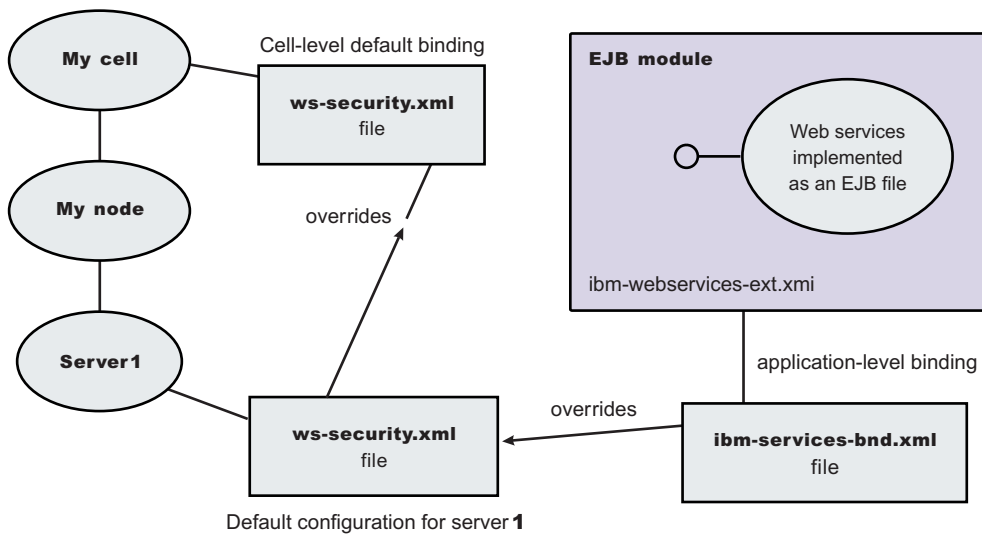 My cell
Cell-level default binding
ws-security.xml
file
EJB module
Web services
implemented
as an EJB file
My node
overrides
ibm-webservices-ext.xmi
Server1
application-level binding
overrides
ws-security.xml
file
ibm-services-bnd.xml
file
Default configuration for server1